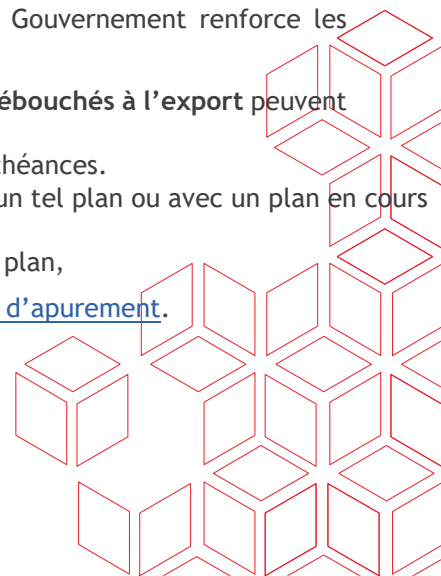 Gouvernement renforce les
ébouchés à l’export peuvent
chéances.
un tel plan ou avec un plan en cours
plan,
d’apurement.